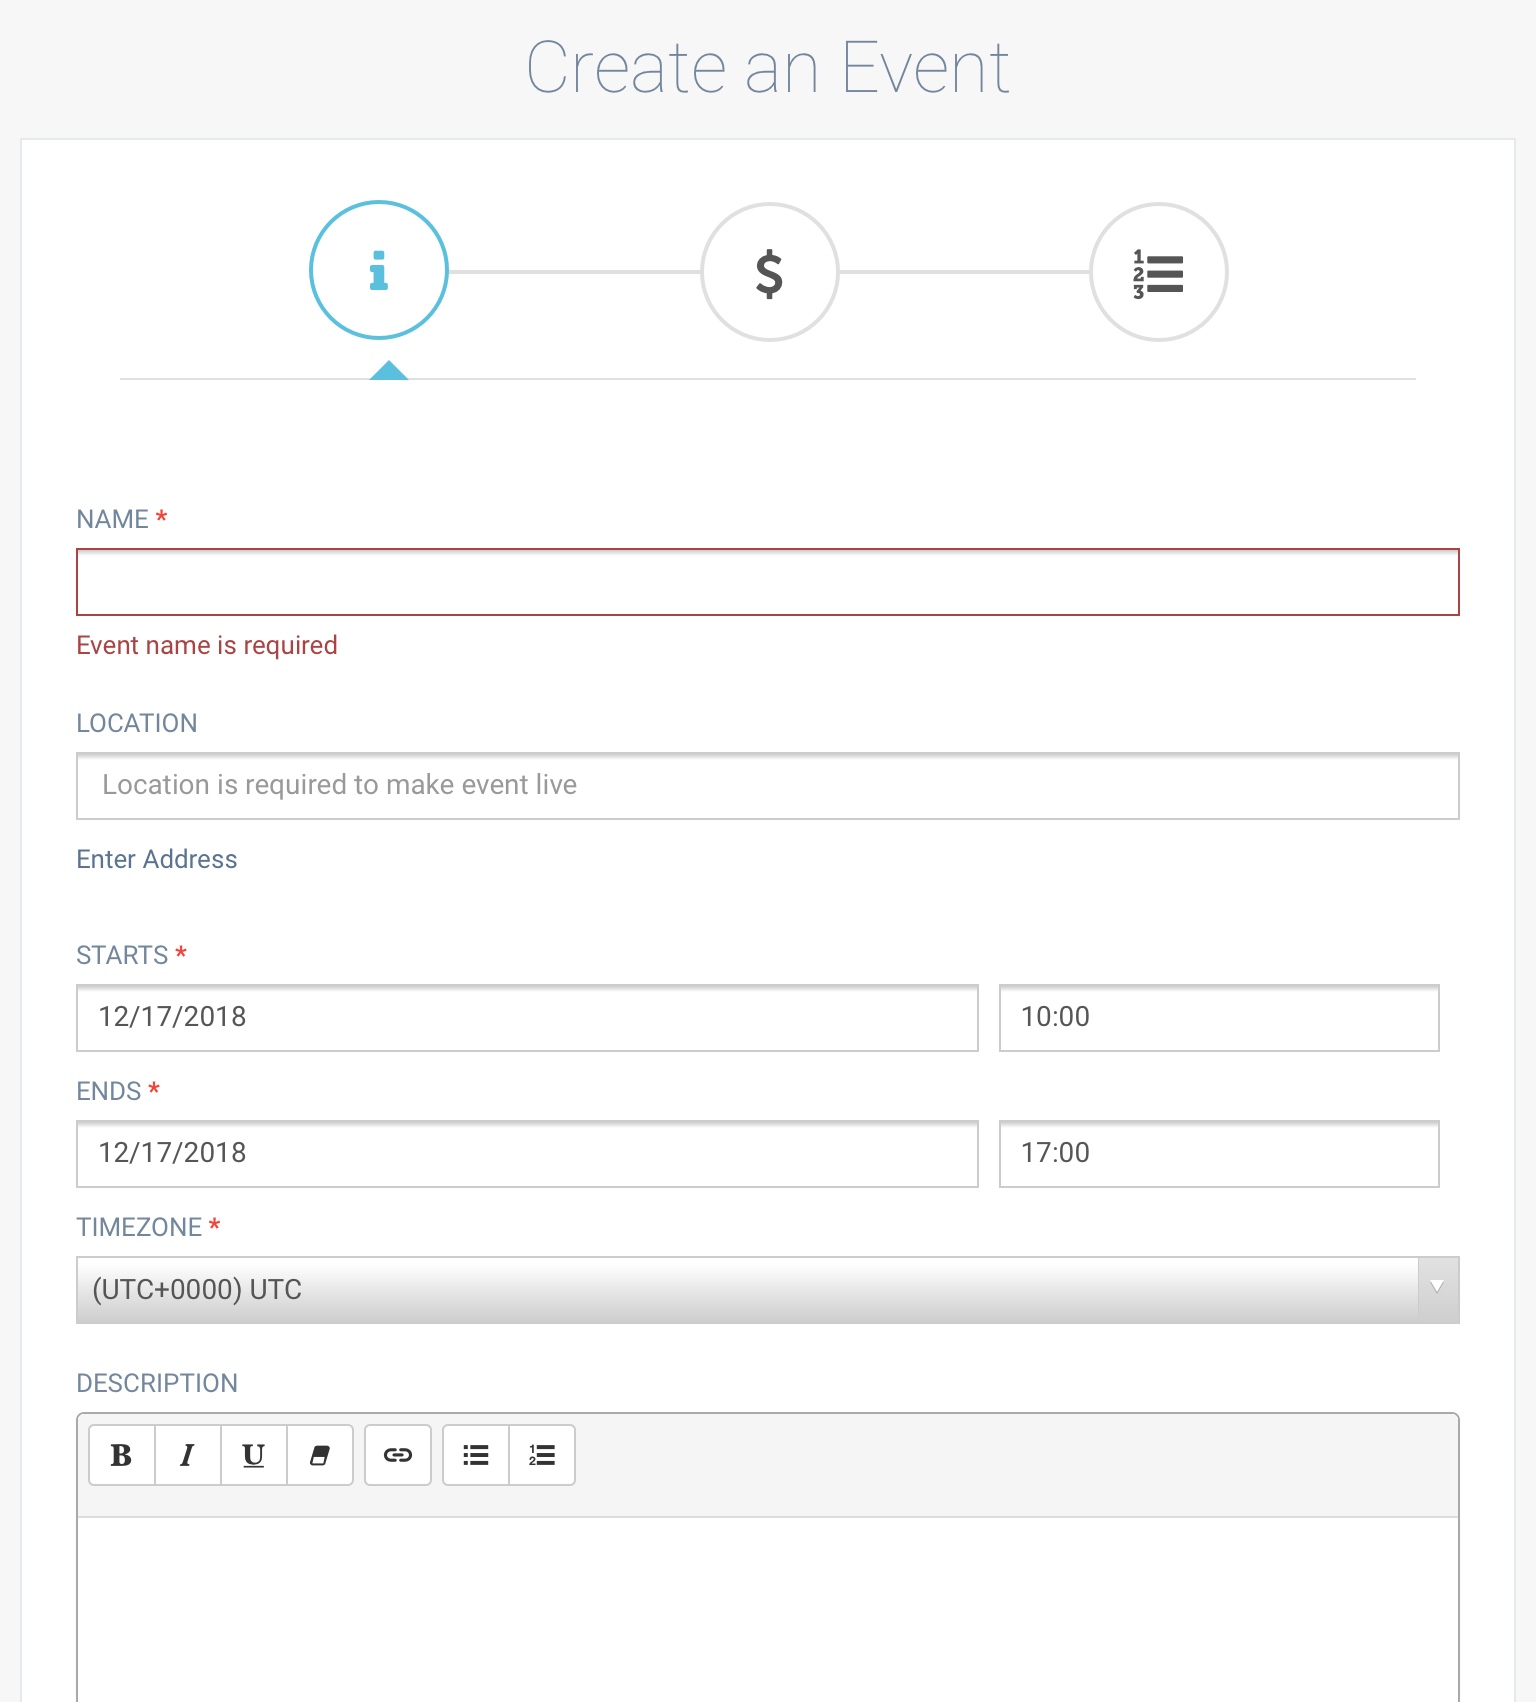 Create an Event
i
$
1
2
3
NAME *
Event name is required
LOCATION
Location is required to make event live
Enter Address
STARTS *
12/17/2018 10:00
ENDS *
12/17/2018 17:00
TIMEZONE *
(UTC+0000) UTC
DESCRIPTION
B I U
1
2